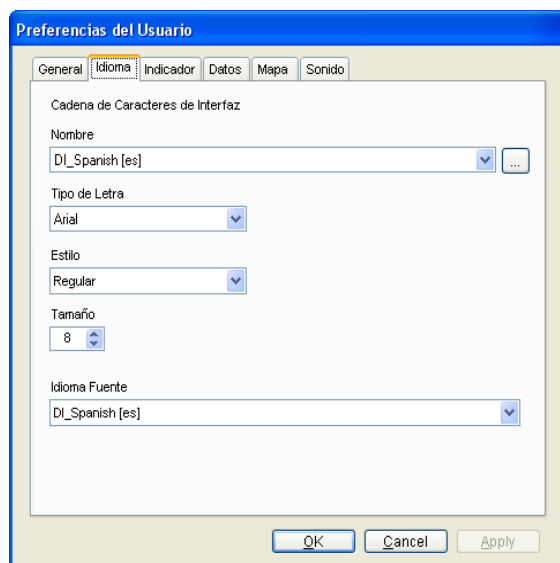 Preferencias del Usuario
General Idioma Indicador Datos Mapa Sonido
Cadena de Caracteres de Interfaz
Nombre
DI_Spanish [es] ...
Tipo de Letra
Arial
Estilo
Regular
Tamaño
8
Idioma Fuente
DI_Spanish [es]
OK Cancel Apply